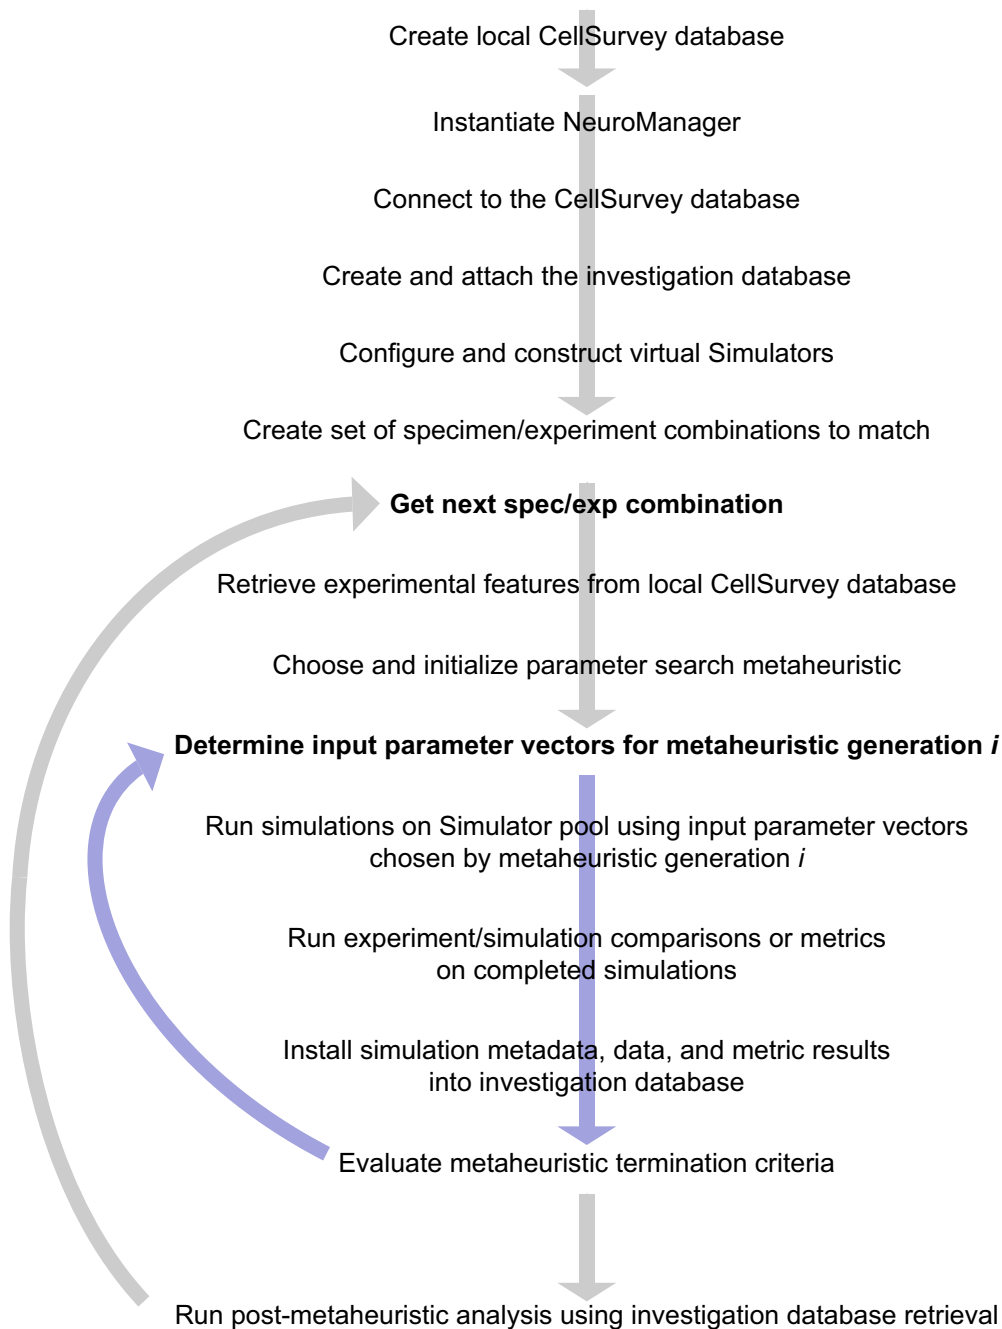 Create local CellSurvey database
Instantiate NeuroManager
Connect to the CellSurvey database
Create and attach the investigation database
Configure and construct virtual Simulators
Create set of specimen/experiment combinations to match
Get next spec/exp combination
Retrieve experimental features from local CellSurvey database
Choose and initialize parameter search metaheuristic
Determine input parameter vectors for metaheuristic generation i
Run simulations on Simulator pool using input parameter vectors
chosen by metaheuristic generation i
Run experiment/simulation comparisons or metrics
on completed simulations
Install simulation metadata, data, and metric results
into investigation database
Evaluate metaheuristic termination criteria
Run post-metaheuristic analysis using investigation database retrieval